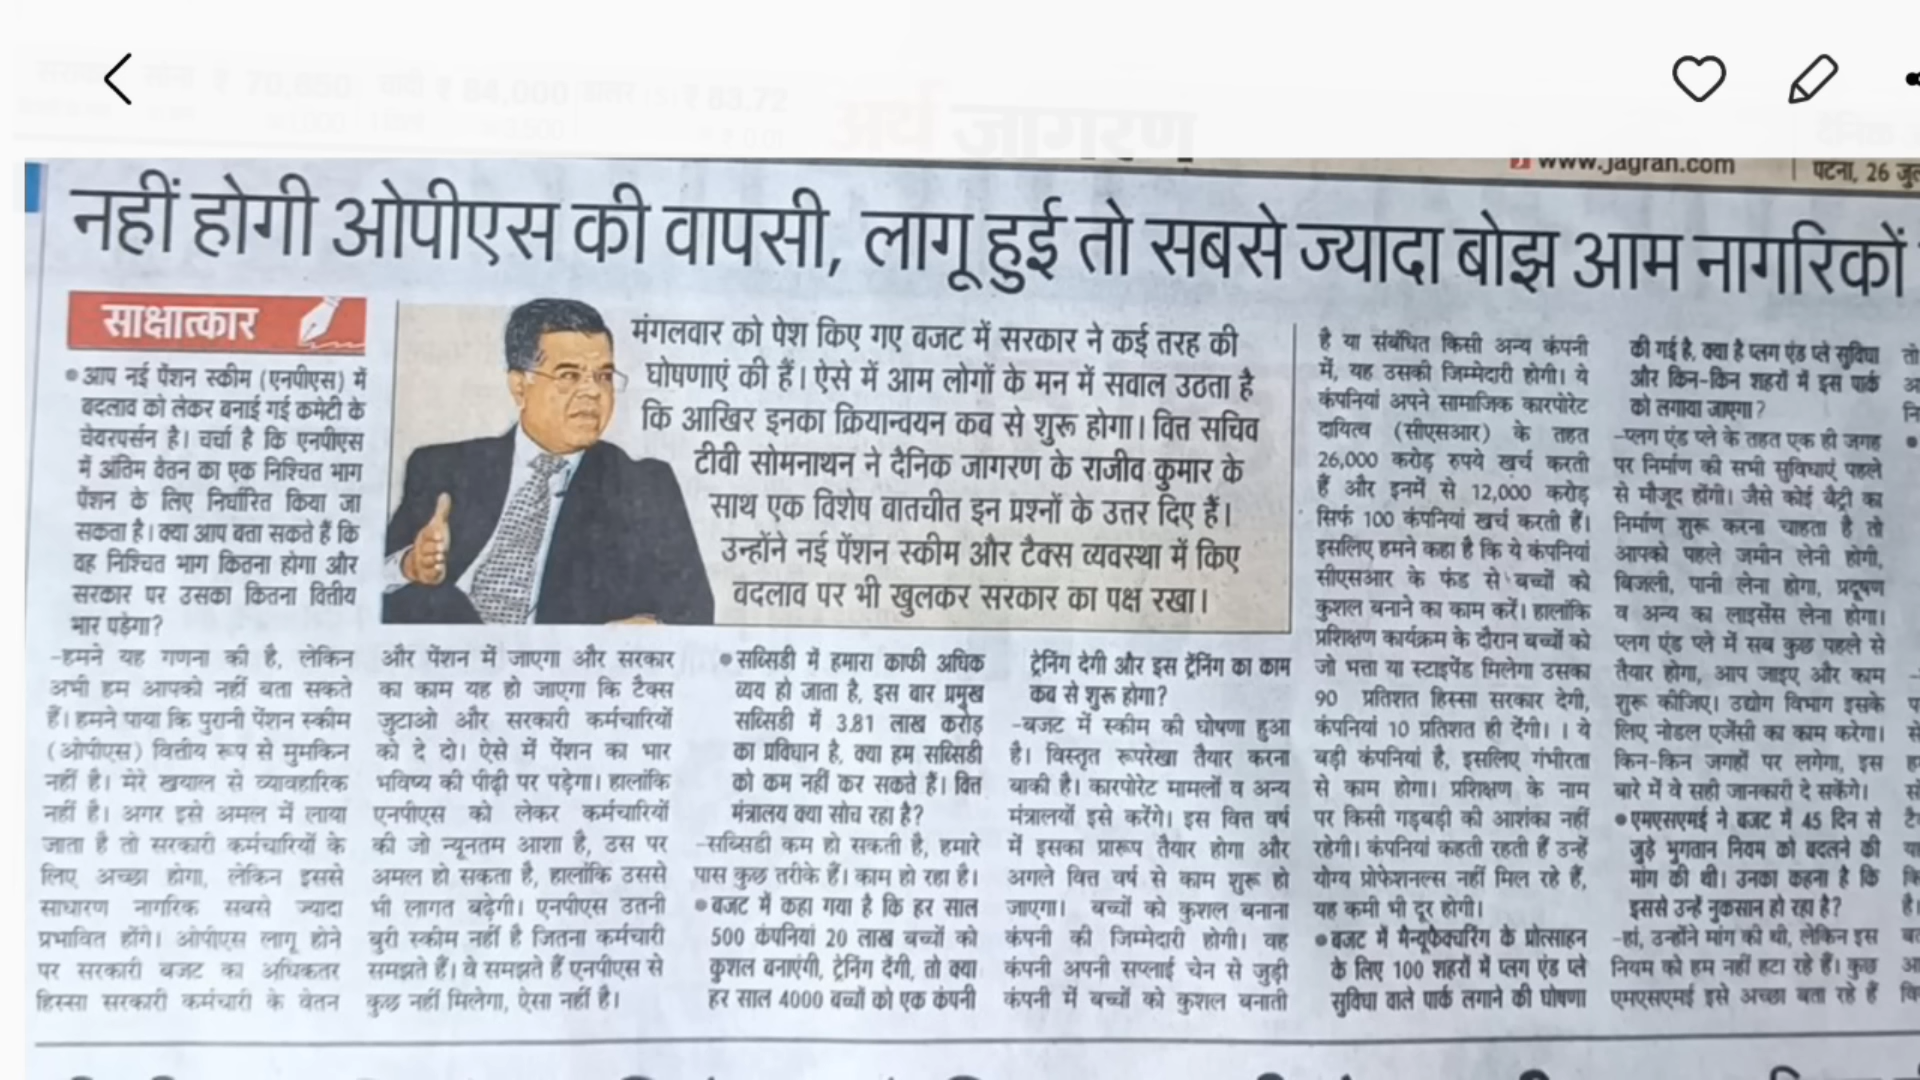 www.jagran.com
पटना, 26
नहीं होगी ओपीएस की वापसी, लागू हुई तो सबसे ज्यादा बोझ आम नागरिकों
साक्षात्कार
● आप नई पेंशन स्कीम (एनपीएस) में
बदलाव को लेकर बनाई गई कमेटी के
चेयरपर्सन है। चर्चा है कि एनपीएस
में अंतिम वेतन का एक निश्चित भाग
पेंशन के लिए निर्धारित किया जा
सकता है। क्या आप बता सकते हैं कि
वह निश्चित भाग कितना होगा और
सरकार पर उसका कितना वित्तीय
भार पड़ेगा?
-हमने यह गणना की है, लेकिन
अभी हम आपको नहीं बता सकते
हैं। हमने पाया कि पुरानी पेंशन स्कीम
(ओपीएस) वित्तीय रूप से मुमकिन
नहीं है। मेरे खयाल से व्यावहारिक
नहीं है। अगर इसे अमल में लाया
जाता है तो सरकारी कर्मचारियों के
लिए अच्छा होगा, लेकिन इससे
साधारण नागरिक सबसे ज्यादा
प्रभावित होंगे। ओपीएस लागू होने
पर सरकारी बजट का अधिकतर
हिस्सा सरकारी कर्मचारी के वेतन
मंगलवार को पेश किए गए बजट में सरकार ने कई तरह की
घोषणाएं की हैं। ऐसे में आम लोगों के मन में सवाल उठता है
कि आखिर इनका क्रियान्वयन कब से शुरू होगा। वित्त सचिव
टीवी सोमनाथन ने दैनिक जागरण के राजीव कुमार के
साथ एक विशेष बातचीत इन प्रश्नों के उत्तर दिए हैं।
उन्होंने नई पेंशन स्कीम और टैक्स व्यवस्था में किए
बदलाव पर भी खुलकर सरकार का पक्ष रखा।
और पेंशन में जाएगा और सरकार
का काम यह हो जाएगा कि टैक्स
जुटाओ और सरकारी कर्मचारियों
को दे दो। ऐसे में पेंशन का भार
भविष्य की पीढ़ी पर पड़ेगा। हालांकि
एनपीएस को लेकर कर्मचारियों
की जो न्यूनतम आशा है, उस पर
अमल हो सकता है, हालांकि उससे
भी लागत बढ़ेगी। एनपीएस उतनी
बुरी स्कीम नहीं है जितना कर्मचारी
समझते हैं। वे समझते हैं एनपीएस से
कुछ नहीं मिलेगा, ऐसा नहीं है।
● सब्सिडी में हमारा काफी अधिक
व्यय हो जाता है, इस बार प्रमुख
सब्सिडी में 3.81 लाख करोड़
का प्रविधान है, क्या हम सब्सिडी
को कम नहीं कर सकते हैं। वित्त
मंत्रालय क्या सोच रहा है?
-सब्सिडी कम हो सकती है, हमारे
पास कुछ तरीके हैं। काम हो रहा है।
● बजट में कहा गया है कि हर साल
500 कंपनियां 20 लाख बच्चों को
कुशल बनाएंगी, ट्रेनिंग देंगी, तो क्या
हर साल 4000 बच्चों को एक कंपनी
ट्रेनिंग देगी और इस ट्रेनिंग का काम
कब से शुरू होगा?
-बजट में स्कीम की घोषणा हुआ
है। विस्तृत रूपरेखा तैयार करना
बाकी है। कारपोरेट मामलों व अन्य
मंत्रालयों इसे करेंगे। इस वित्त वर्ष
में इसका प्रारूप तैयार होगा और
अगले वित्त वर्ष से काम शुरू हो
जाएगा। बच्चों को कुशल बनाना
कंपनी की जिम्मेदारी होगी। वह
कंपनी अपनी सप्लाई चेन से जुड़ी
कंपनी में बच्चों को कुशल बनाती
है या संबंधित किसी अन्य कंपनी
में, यह उसकी जिम्मेदारी होगी। ये
कंपनियां अपने सामाजिक कारपोरेट
दायित्व (सीएसआर) के तहत
26,000 करोड़ रुपये खर्च करती
हैं और इनमें से 12,000 करोड़
सिर्फ 100 कंपनियां खर्च करती हैं।
इसलिए हमने कहा है कि ये कंपनियां
सीएसआर के फंड से बच्चों को
कुशल बनाने का काम करें। हालांकि
प्रशिक्षण कार्यक्रम के दौरान बच्चों को
जो भत्ता या स्टाइपेंड मिलेगा उसका
90 प्रतिशत हिस्सा सरकार देगी,
कंपनियां 10 प्रतिशत ही देंगी। । ये
बड़ी कंपनियां है, इसलिए गंभीरता
से काम होगा। प्रशिक्षण के नाम
पर किसी गड़बड़ी की आशंका नहीं
रहेगी। कंपनियां कहती रहती हैं उन्हें
योग्य प्रोफेशनल्स नहीं मिल रहे हैं,
यह कमी भी दूर होगी।
● बजट में मैन्यूफैक्चरिंग के प्रोत्साहन
के लिए 100 शहरों में प्लग एंड प्ले
सुविधा वाले पार्क लगाने की घोषणा
की गई है, क्या है प्लग एंड प्ले सुविधा
और किन-किन शहरों में इस पार्क
को लगाया जाएगा?
-प्लग एंड प्ले के तहत एक ही जगह
पर निर्माण की सभी सुविधाएं पहले
से मौजूद होंगी। जैसे कोई बैट्री का
निर्माण शुरू करना चाहता है तो
आपको पहले जमीन लेनी होगी,
बिजली, पानी लेना होगा, प्रदूषण
व अन्य का लाइसेंस लेना होगा।
प्लग एंड प्ले में सब कुछ पहले से
तैयार होगा, आप जाइए और काम
शुरू कीजिए। उद्योग विभाग इसके
लिए नोडल एजेंसी का काम करेगा।
किन-किन जगहों पर लगेगा, इस
बारे में वे सही जानकारी दे सकेंगे।
● एमएसएमई ने बजट में 45 दिन से
जुड़े भुगतान नियम को बदलने की
मांग की थी। उनका कहना है कि
इससे उन्हें नुकसान हो रहा है?
-हां, उन्होंने मांग की थी, लेकिन इस
नियम को हम नहीं हटा रहे हैं। कुछ
एमएसएमई इसे अच्छा बता रहे हैं